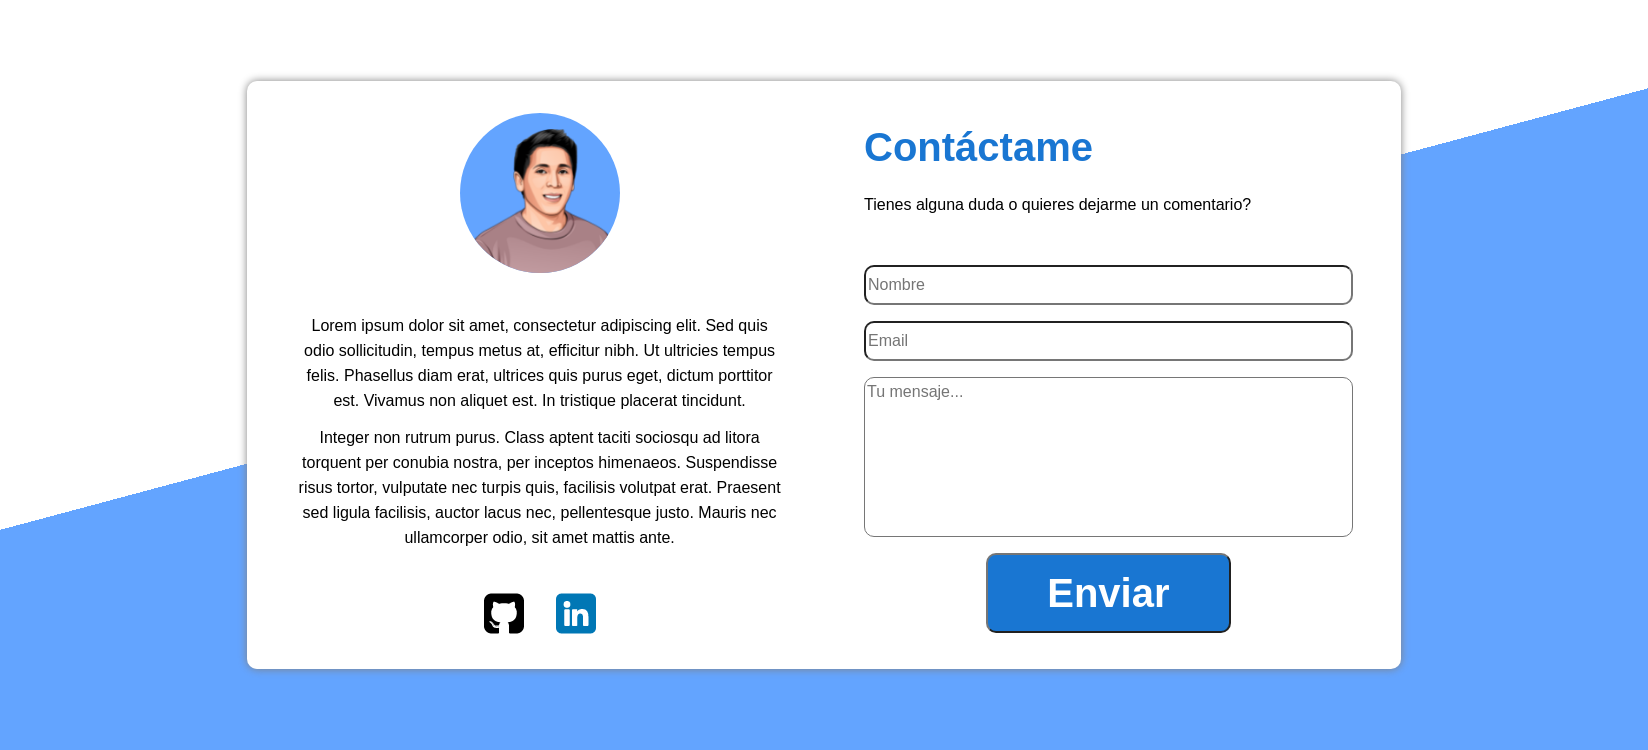 Lorem ipsum dolor sit amet, consectetur adipiscing elit. Sed quis
odio sollicitudin, tempus metus at, efficitur nibh. Ut ultricies tempus
felis. Phasellus diam erat, ultrices quis purus eget, dictum porttitor
est. Vivamus non aliquet est. In tristique placerat tincidunt.
Integer non rutrum purus. Class aptent taciti sociosqu ad litora
torquent per conubia nostra, per inceptos himenaeos. Suspendisse
risus tortor, vulputate nec turpis quis, facilisis volutpat erat. Praesent
sed ligula facilisis, auctor lacus nec, pellentesque justo. Mauris nec
ullamcorper odio, sit amet mattis ante.
in
Contáctame
Tienes alguna duda o quieres dejarme un comentario?
Nombre
Email
Tu mensaje...
Enviar